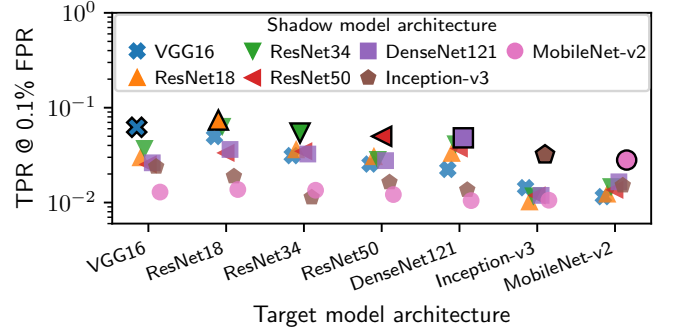 Shadow model architecture
VGG16 ResNet34 DenseNet121 MobileNet-v2
ResNet18 ResNet50 Inception-v3
TPR @ 0.1% FPR
10⁰
10⁻¹
10⁻²
VGG16 ResNet18 ResNet34 ResNet50 DenseNet121 Inception-v3 MobileNet-v2
Target model architecture